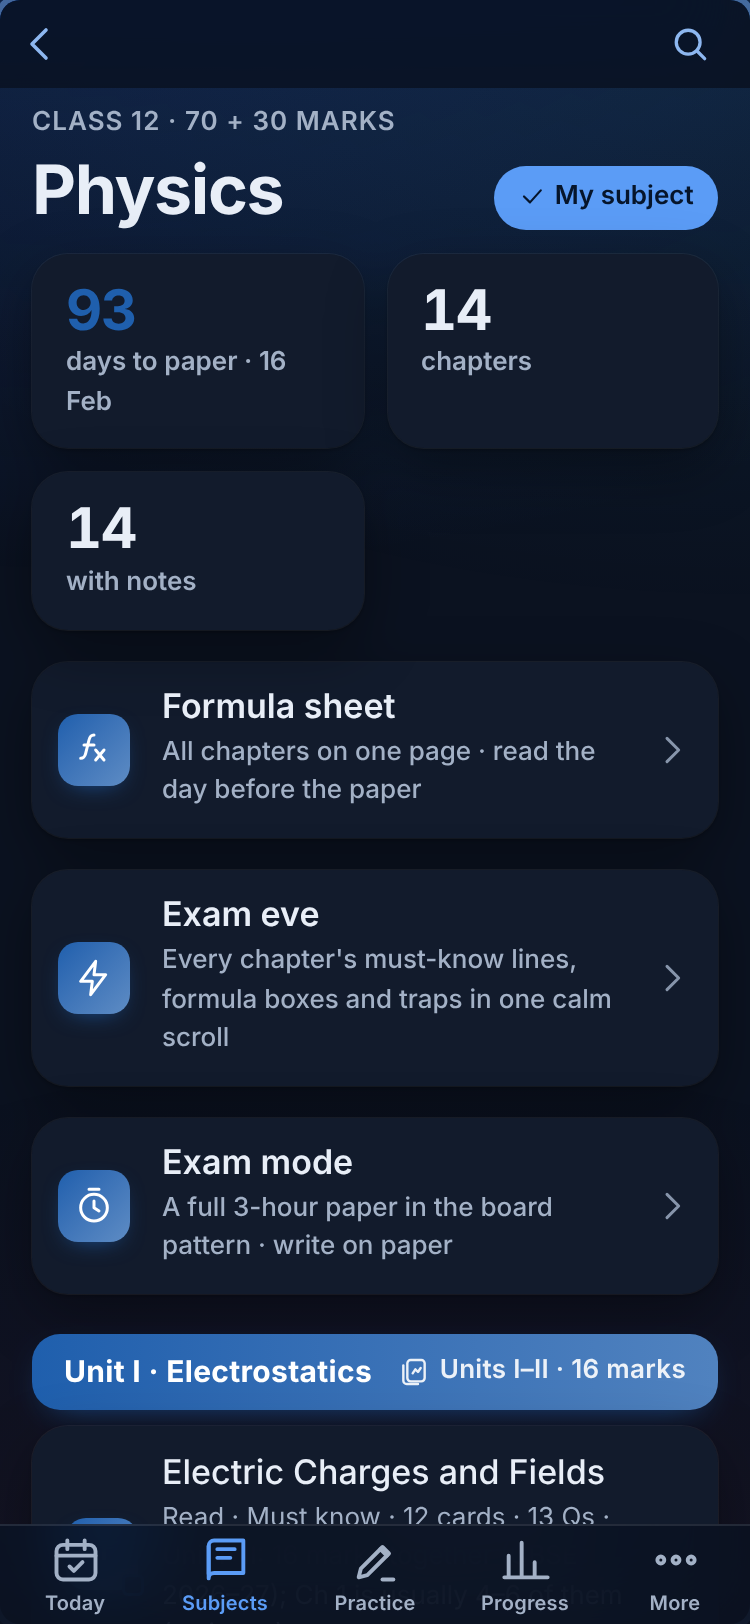 CLASS 12 · 70 + 30 MARKS
Physics
My subject
93
days to paper · 16
Feb
14
chapters
14
with notes
Formula sheet
All chapters on one page · read the
day before the paper
Exam eve
Every chapter's must-know lines,
formula boxes and traps in one calm
scroll
Exam mode
A full 3-hour paper in the board
pattern · write on paper
Unit I · Electrostatics
Units I–II · 16 marks
Electric Charges and Fields
Read · Must know · 12 cards · 13 Qs ·
Today
Subjects
Practice
Progress
More